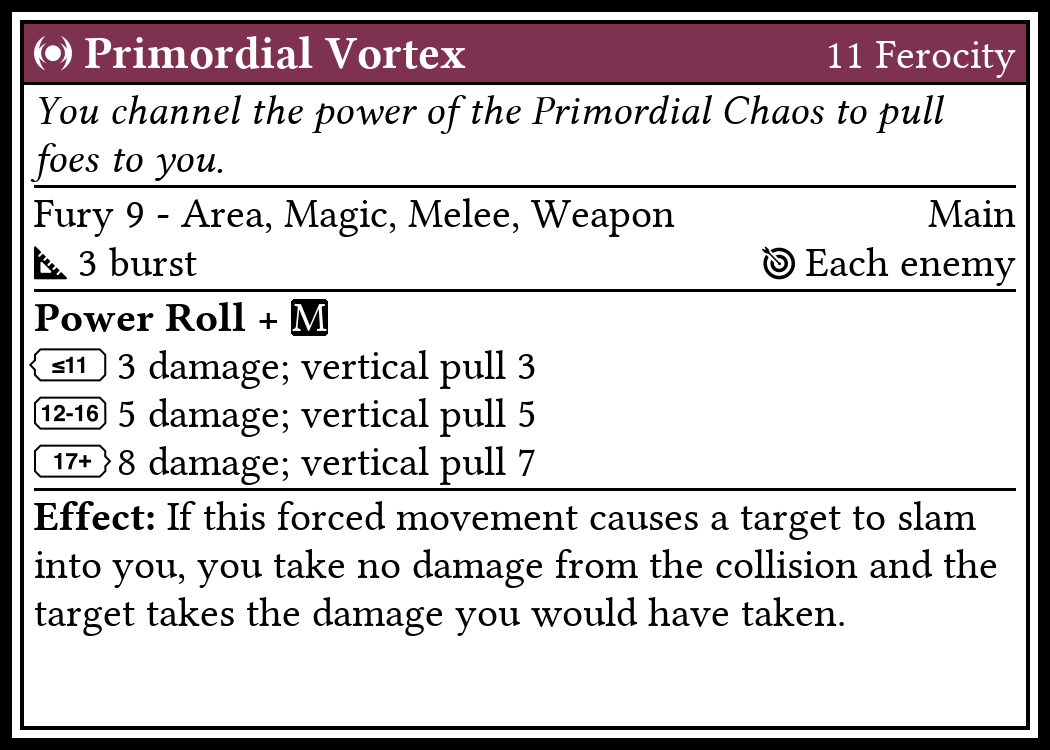 Primordial Vortex 11 Ferocity
You channel the power of the Primordial Chaos to pull
foes to you.
Fury 9 - Area, Magic, Melee, Weapon Main
3 burst Each enemy
Power Roll + M
≤11 3 damage; vertical pull 3
12-16 5 damage; vertical pull 5
17+ 8 damage; vertical pull 7
Effect: If this forced movement causes a target to slam
into you, you take no damage from the collision and the
target takes the damage you would have taken.